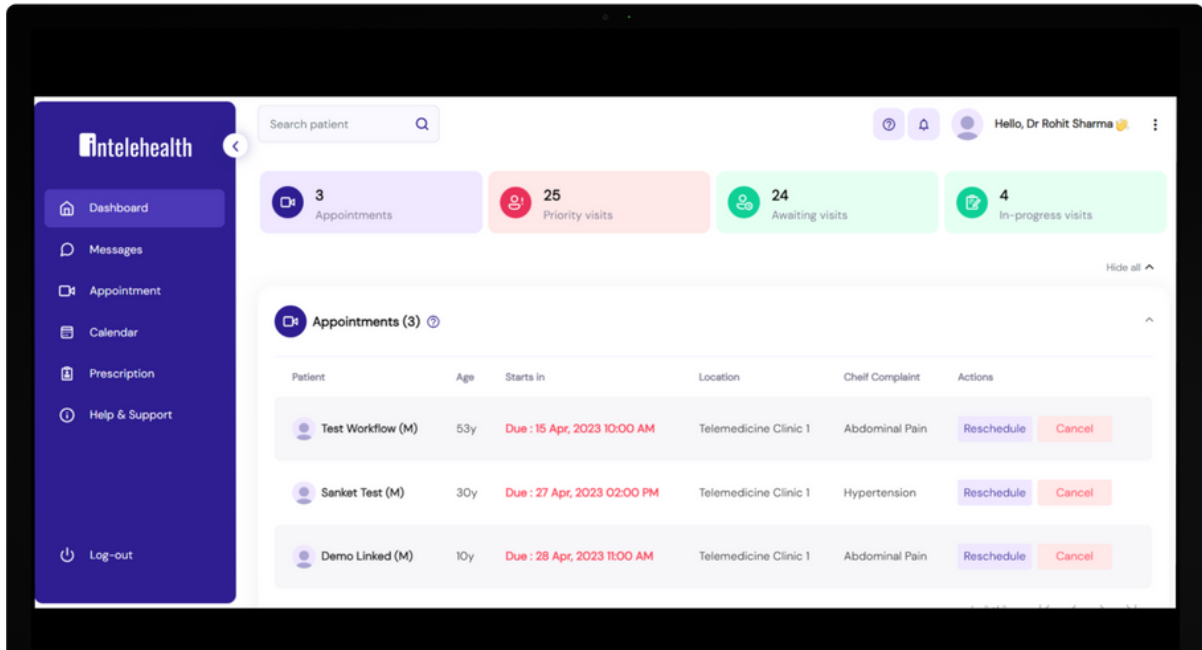 intelehealth
Dashboard
Messages
Appointment
Calendar
Prescription
Help & Support
Log-out
Search patient
Hello, Dr Rohit Sharma 👋
3
Appointments
25
Priority visits
24
Awaiting visits
4
In-progress visits
Hide all
Appointments (3)
Patient Age Starts in Location Cheif Complaint Actions
Test Workflow (M) 53y Due : 15 Apr, 2023 10:00 AM Telemedicine Clinic 1 Abdominal Pain Reschedule Cancel
Sanket Test (M) 30y Due : 27 Apr, 2023 02:00 PM Telemedicine Clinic 1 Hypertension Reschedule Cancel
Demo Linked (M) 10y Due : 28 Apr, 2023 11:00 AM Telemedicine Clinic 1 Abdominal Pain Reschedule Cancel